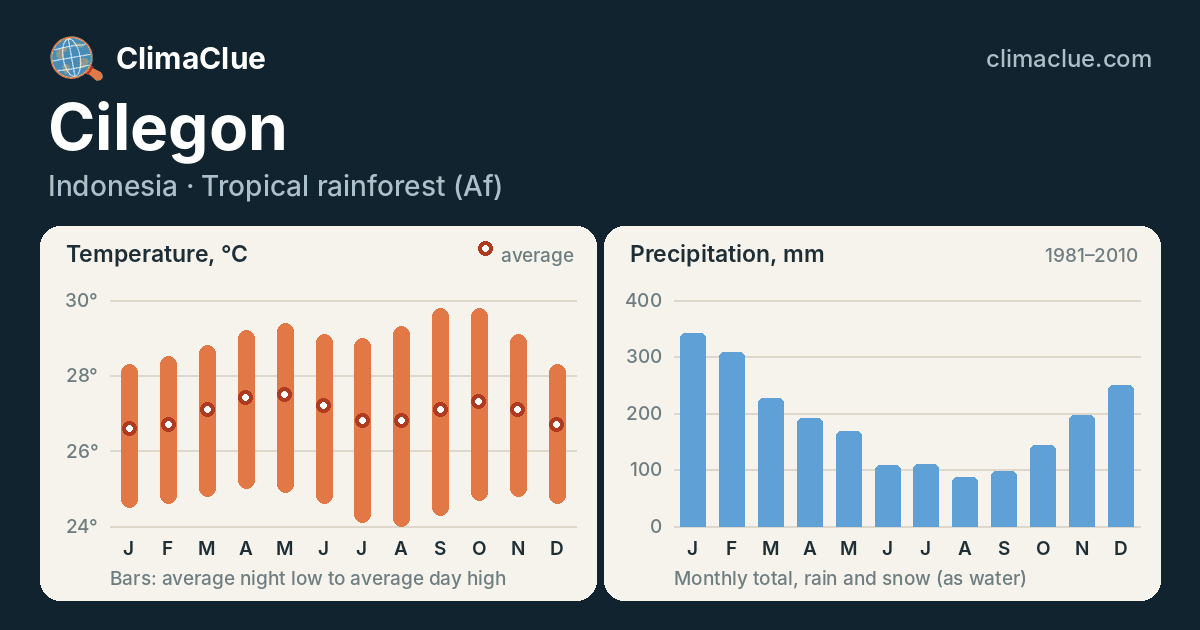 ClimaClue
climaclue.com
Cilegon
Indonesia · Tropical rainforest (Af)
Temperature, °C
average
30°
28°
26°
24°
J F M A M J J A S O N D
Bars: average night low to average day high
Precipitation, mm
1981–2010
400
300
200
100
0
J F M A M J J A S O N D
Monthly total, rain and snow (as water)